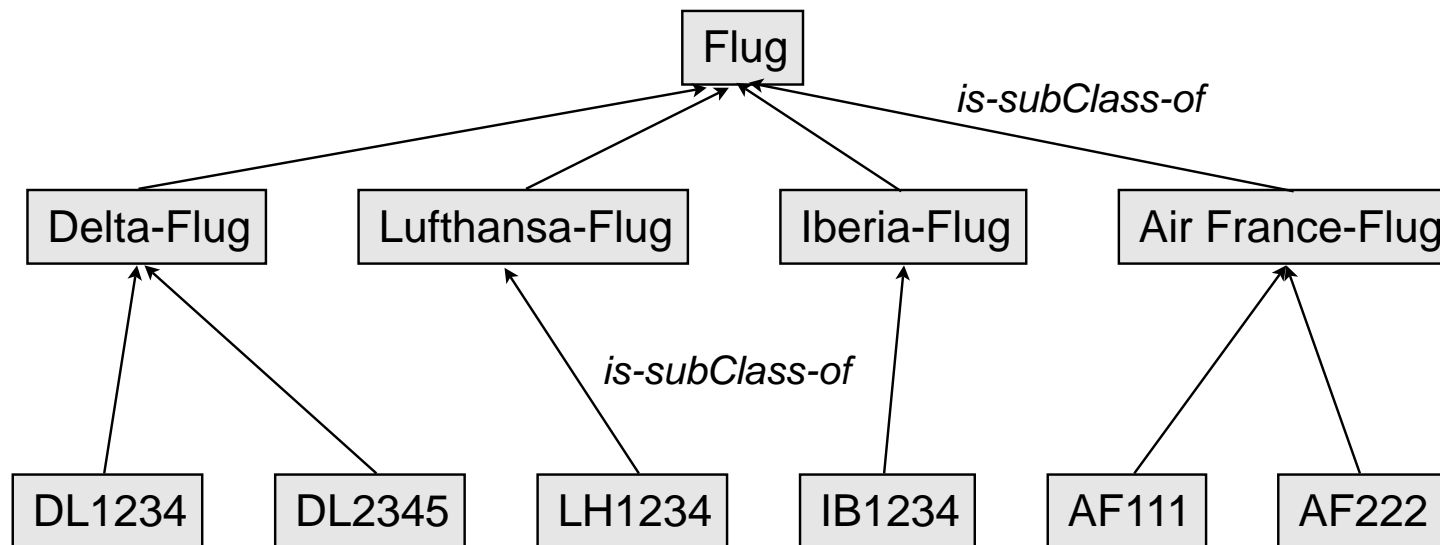 Flug
is-subClass-of
Delta-Flug
Lufthansa-Flug
Iberia-Flug
Air France-Flug
is-subClass-of
DL1234
DL2345
LH1234
IB1234
AF111
AF222